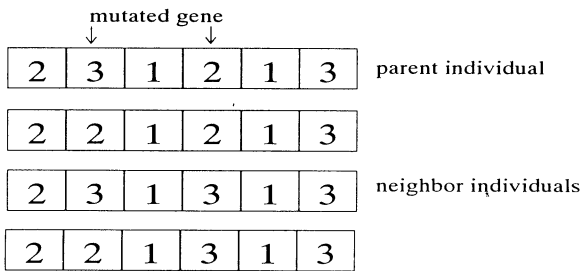 mutated gene
2 3 1 2 1 3 parent individual
2 2 1 2 1 3
2 3 1 3 1 3 neighbor individuals
2 2 1 3 1 3